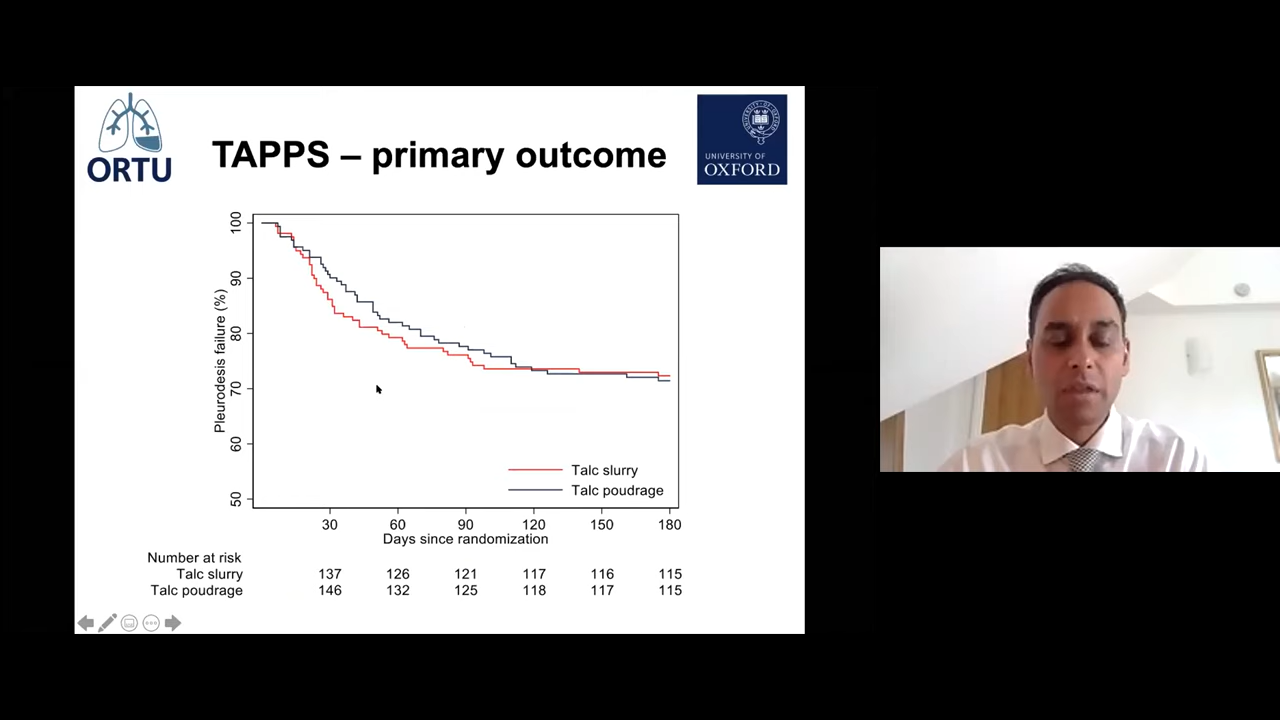 ORTU
TAPPS – primary outcome
UNIVERSITY OF
OXFORD
Pleurodesis failure (%)
100
90
80
70
60
50
Talc slurry
Talc poudrage
30 60 90 120 150 180
Days since randomization
Number at risk
Talc slurry 137 126 121 117 116 115
Talc poudrage 146 132 125 118 117 115